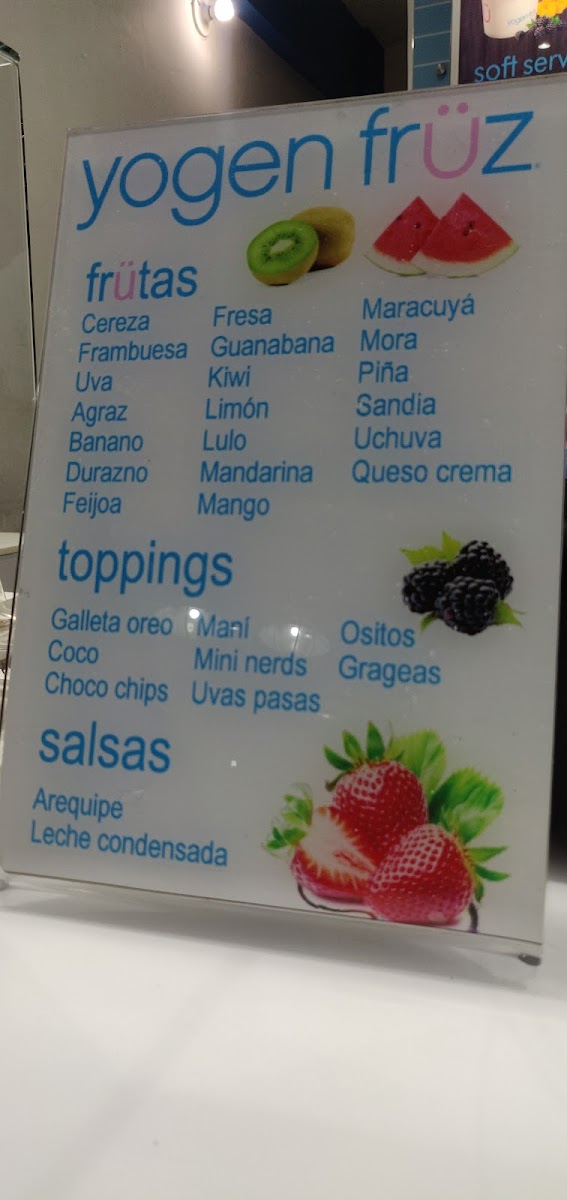 soft serv
yogen früz
frütas
Cereza
Frambuesa
Uva
Agraz
Banano
Durazno
Feijoa
Fresa
Guanabana
Kiwi
Limón
Lulo
Mandarina
Mango
Maracuyá
Mora
Piña
Sandia
Uchuva
Queso crema
toppings
Galleta oreo
Coco
Choco chips
Maní
Mini nerds
Uvas pasas
Ositos
Grageas
salsas
Arequipe
Leche condensada